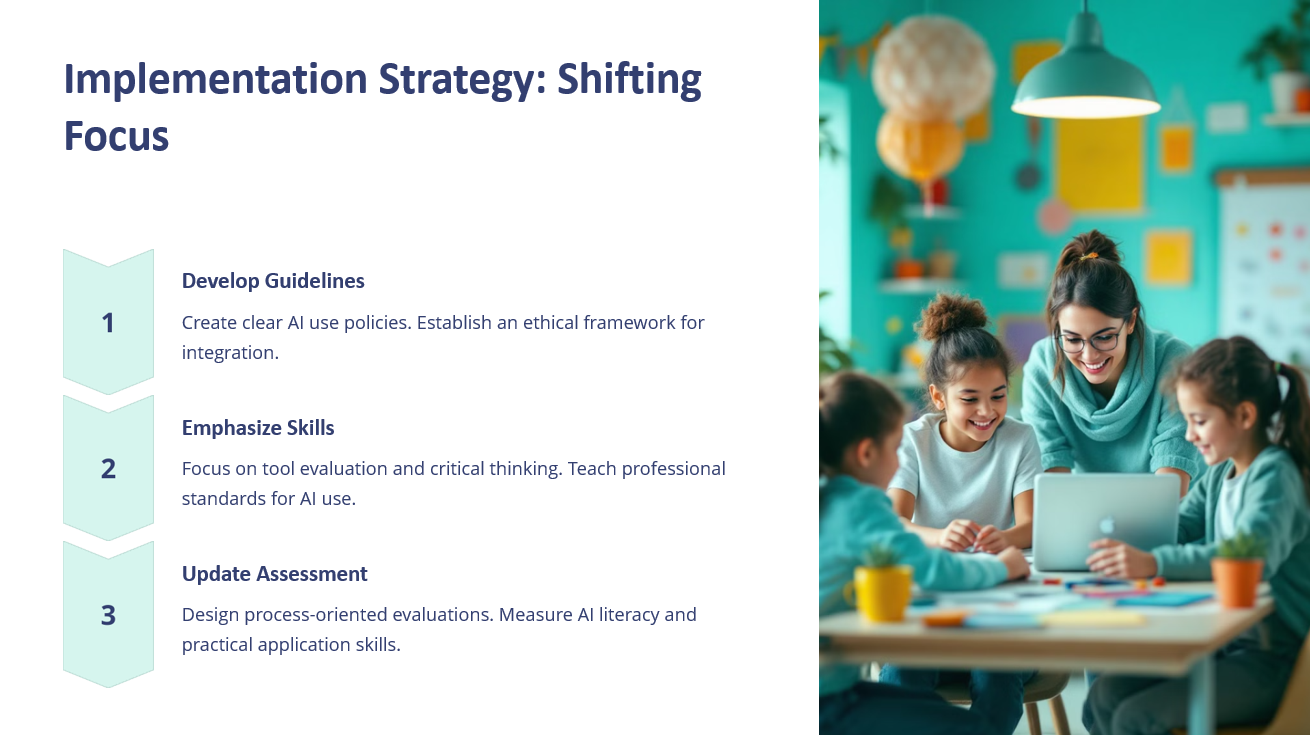 Implementation Strategy: Shifting
Focus
1
Develop Guidelines
Create clear AI use policies. Establish an ethical framework for
integration.
2
Emphasize Skills
Focus on tool evaluation and critical thinking. Teach professional
standards for AI use.
3
Update Assessment
Design process-oriented evaluations. Measure AI literacy and
practical application skills.